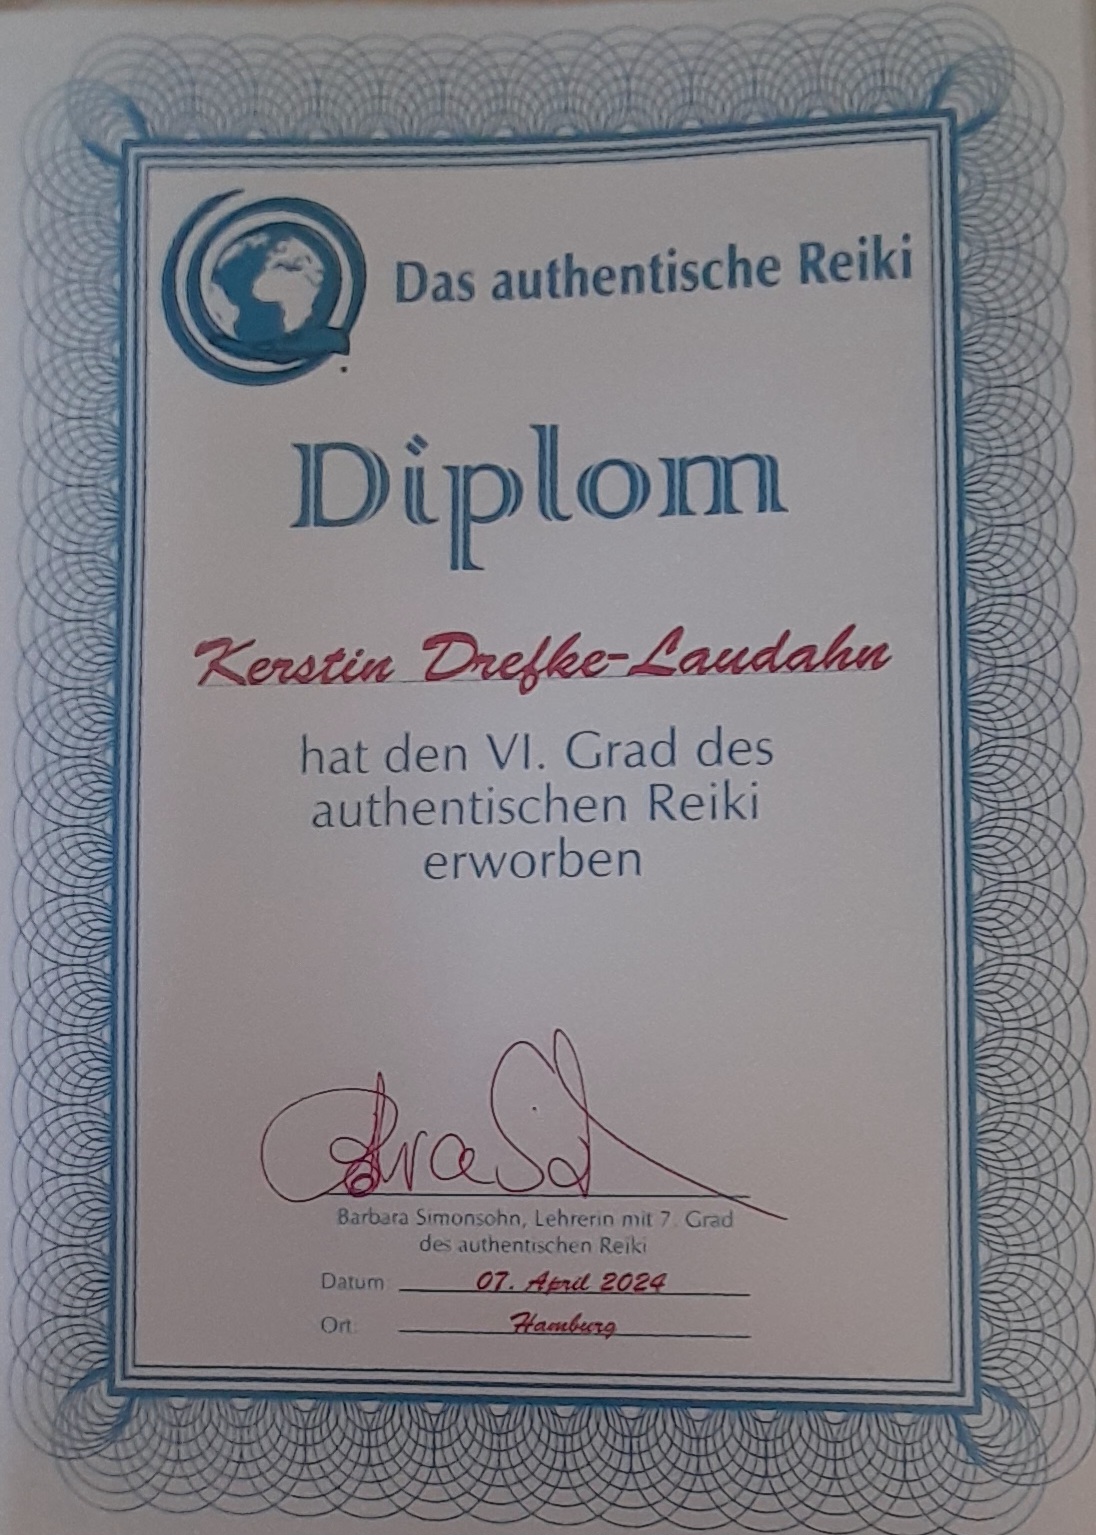 Das authentische Reiki
Diplom
Kerstin Drefke-Laudahn
hat den VI. Grad des
authentischen Reiki
erworben
Barbara Simonsohn, Lehrerin mit 7. Grad
des authentischen Reiki
Datum: 07. April 2024
Ort: Hamburg